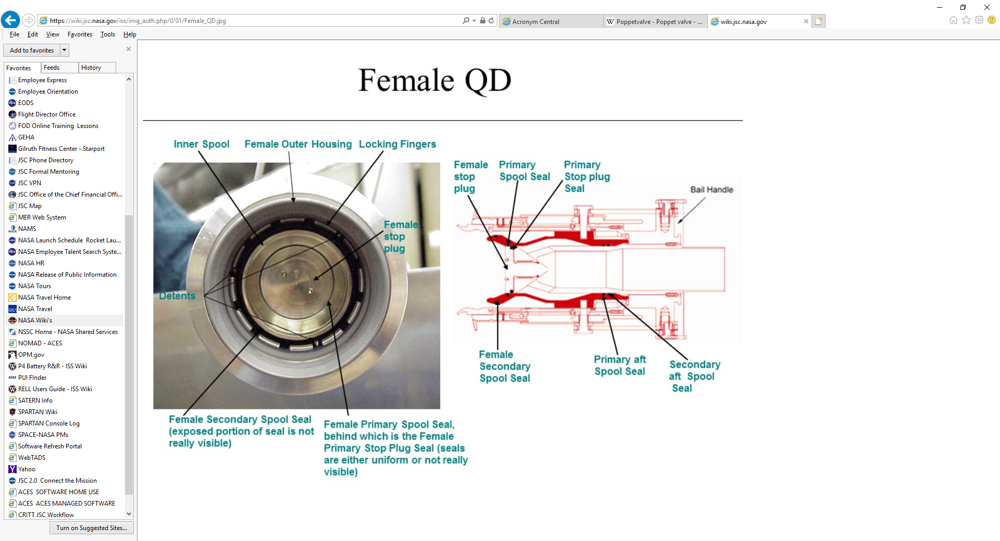 https://wiki.jsc.nasa.gov/iss/img_auth.php/0/01/Female_QD.jpg
Acronym Central
Poppetvalve - Poppet valve - ...
wiki.jsc.nasa.gov
File Edit View Favorites Tools Help
Add to favorites
Favorites Feeds History
Employee Express
Employee Orientation
EODS
Flight Director Office
FOD Online Training Lessons
GEHA
Gilruth Fitness Center - Starport
JSC Phone Directory
JSC Formal Mentoring
JSC VPN
JSC Office of the Chief Financial Offi...
JSC Map
MER Web System
NAMS
NASA Launch Schedule Rocket Lau...
NASA Employee Talent Search Syste...
NASA HR
NASA Release of Public Information
NASA Tours
NASA Travel Home
NASA Travel
NASA Wiki's
NSSC Home - NASA Shared Services
NOMAD - ACES
OPM.gov
P4 Battery R&R - ISS Wiki
PUI FInder
RELL Users Guide - ISS Wiki
SATERN Info
SPARTAN Wiki
SPARTAN Console Log
SPACE-NASA PMs
Software Refresh Portal
WebTADS
Yahoo
JSC 2.0 Connect the Mission
ACES SOFTWARE HOME USE
ACES ACES MANAGED SOFTWARE
CRITT JSC Workflow
Turn on Suggested Sites...
Female QD
Inner Spool
Female Outer Housing
Locking Fingers
Female
stop
plug
Detents
Female Secondary Spool Seal
(exposed portion of seal is not
really visible)
Female Primary Spool Seal,
behind which is the Female
Primary Stop Plug Seal (seals
are either uniform or not really
visible)
Female
stop
plug
Primary
Spool Seal
Primary
Stop plug
Seal
Bail Handle
Female
Secondary
Spool Seal
Primary aft
Spool Seal
Secondary
aft Spool
Seal